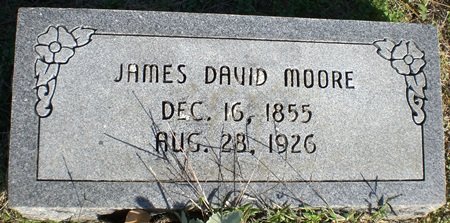 JAMES DAVID MOORE
DEC. 16, 1855
AUG. 28, 1926